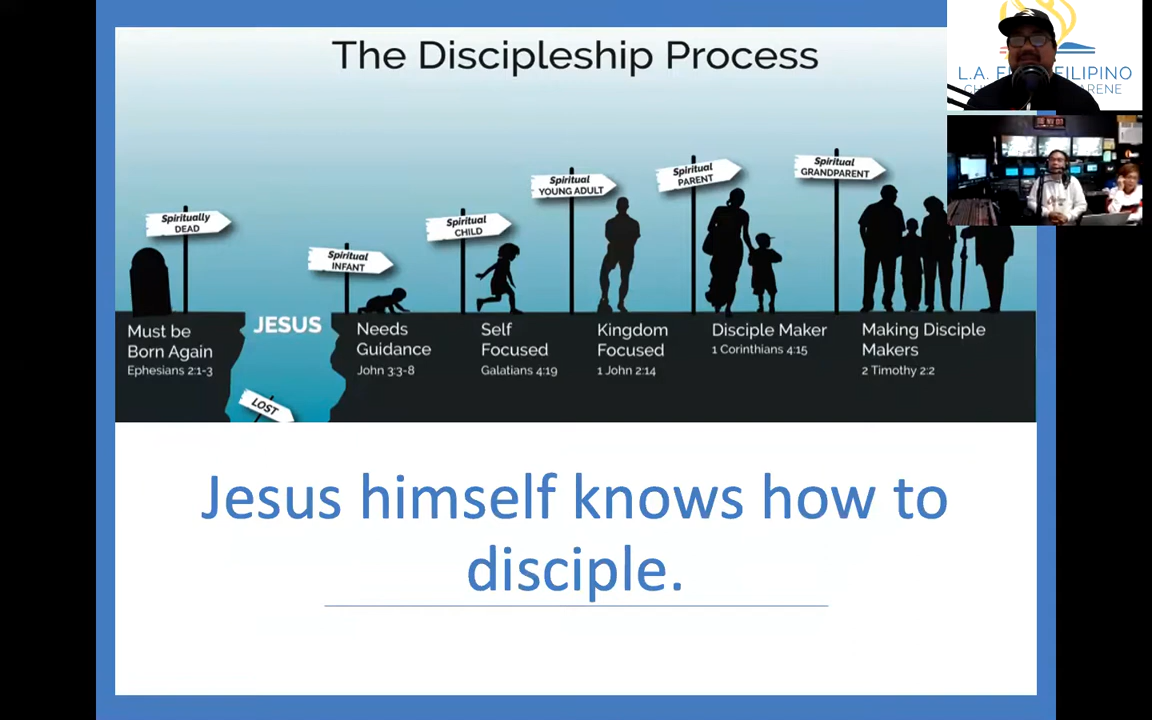 The Discipleship Process
L.A. FILIPINO
Spiritually
DEAD
Spiritual
INFANT
Spiritual
CHILD
Spiritual
YOUNG ADULT
Spiritual
PARENT
Spiritual
GRANDPARENT
Must be
Born Again
Ephesians 2:1-3
JESUS
LOST
Needs
Guidance
John 3:3-8
Self
Focused
Galatians 4:19
Kingdom
Focused
1 John 2:14
Disciple Maker
1 Corinthians 4:15
Making Disciple
Makers
2 Timothy 2:2
Jesus himself knows how to
disciple.